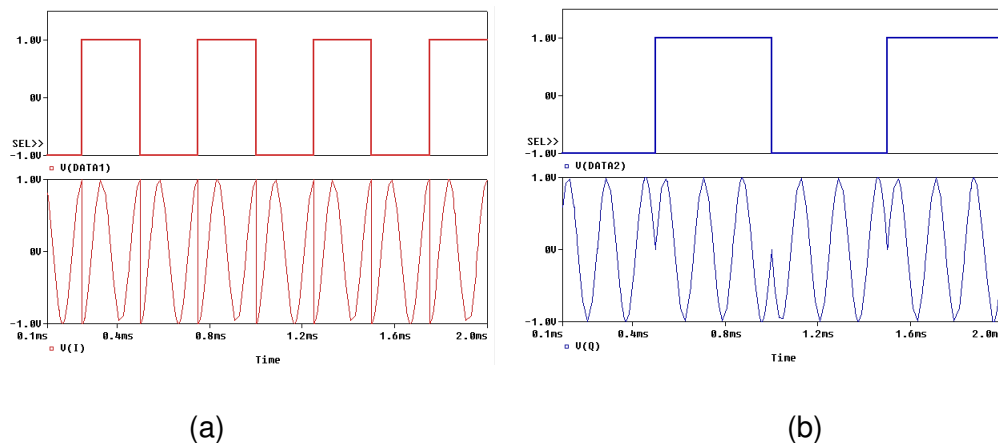 1.0V
0V
SEL>>
-1.0V
V(DATA1)
1.0V
0V
-1.0V
0.1ms 0.4ms 0.8ms 1.2ms 1.6ms 2.0ms
V(I)
Time
(a)
1.0V
0V
SEL>>
-1.0V
V(DATA2)
1.0V
0V
-1.0V
0.1ms 0.4ms 0.8ms 1.2ms 1.6ms 2.0ms
V(Q)
Time
(b)